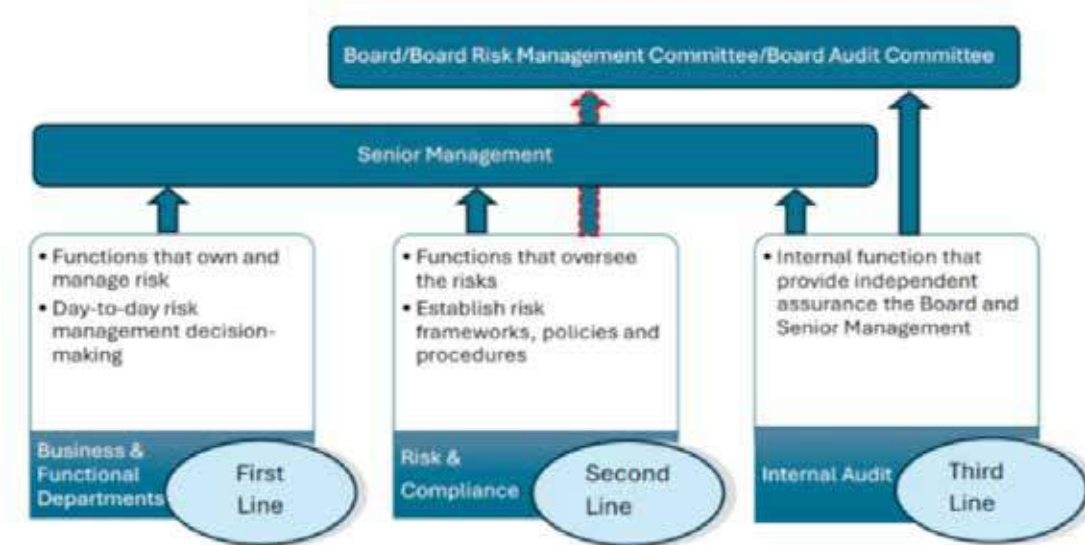 Board/Board Risk Management Committee/Board Audit Committee
Senior Management
• Functions that own and
manage risk
• Day-to-day risk
management decision-
making
Business &
Functional
Departments
First
Line
• Functions that oversee
the risks
• Establish risk
frameworks, policies and
procedures
Risk &
Compliance
Second
Line
• Internal function that
provide independent
assurance the Board and
Senior Management
Internal Audit
Third
Line